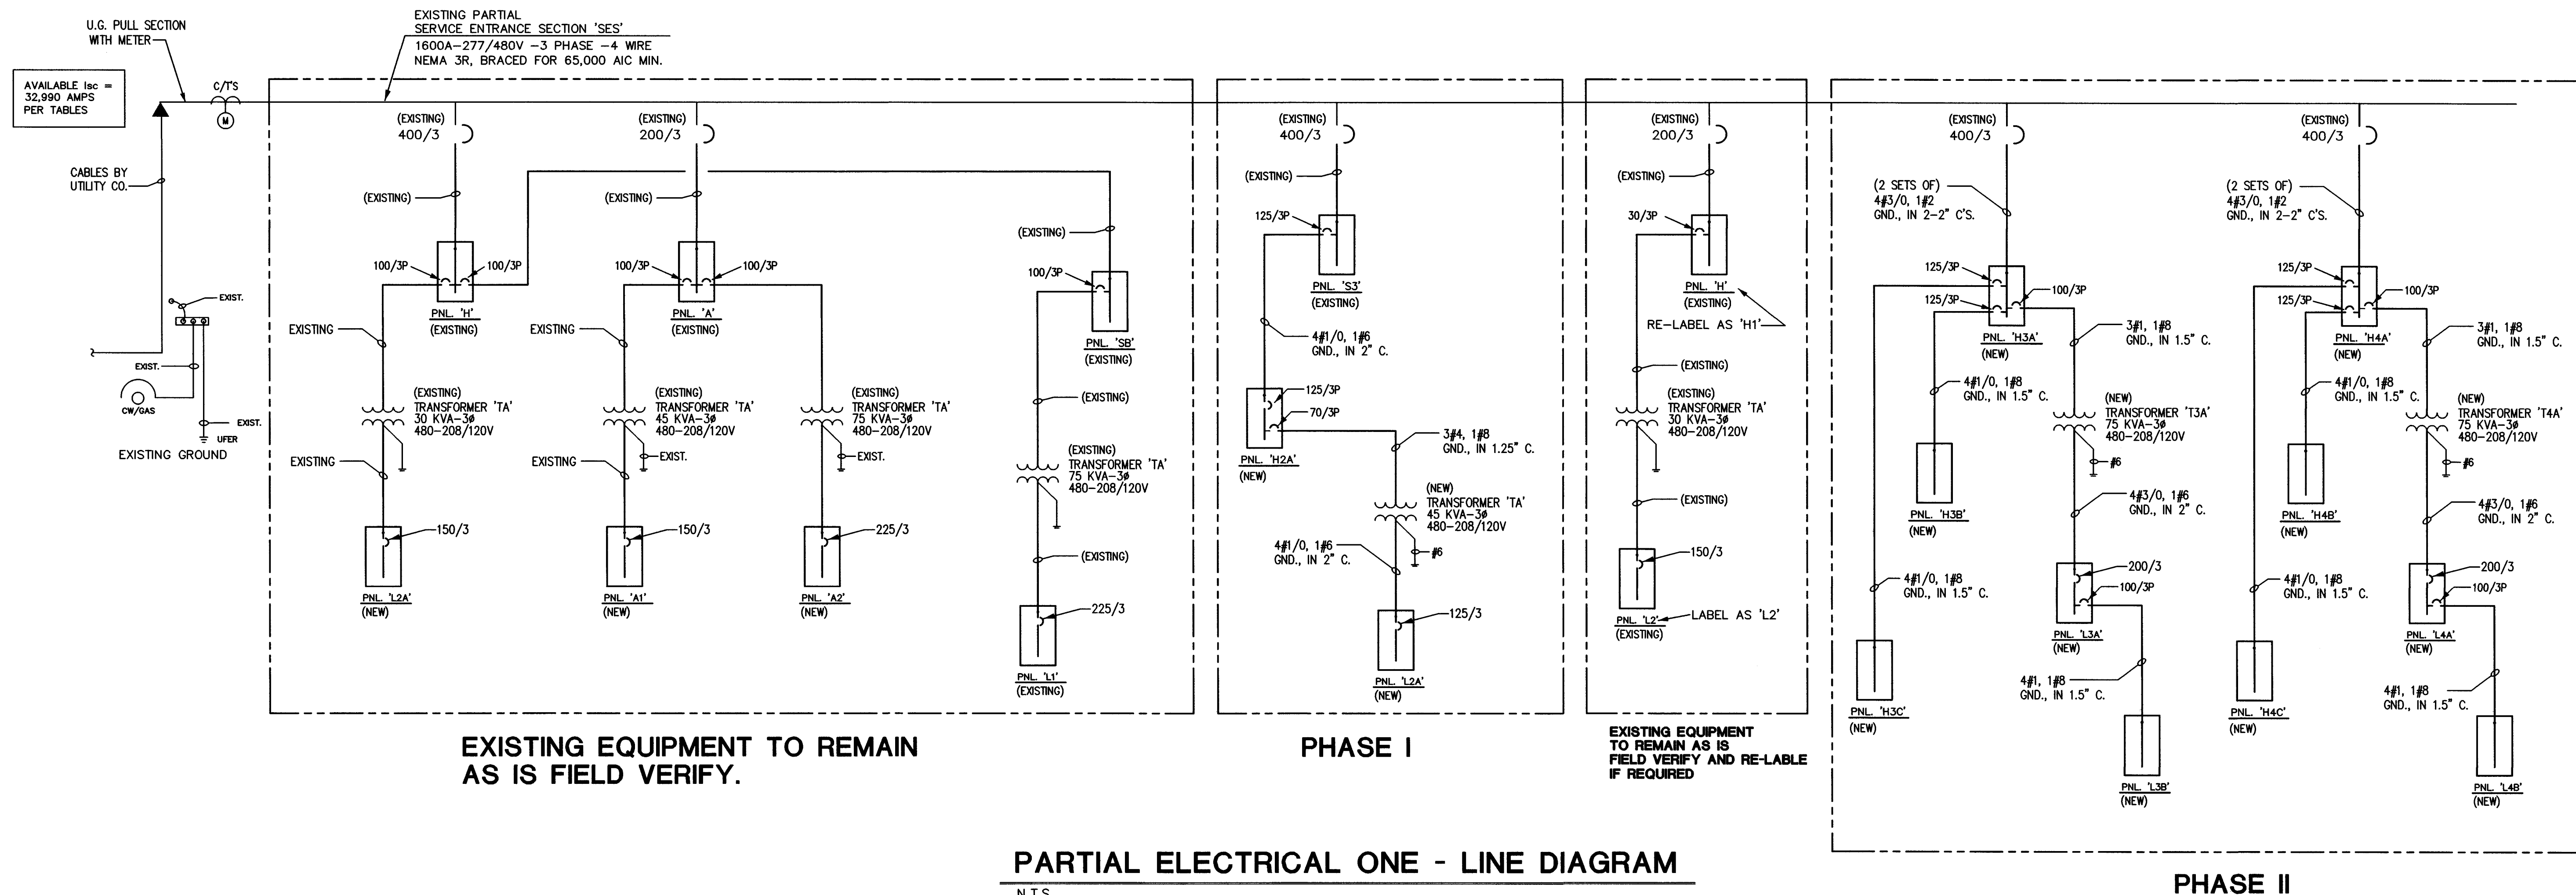 U.G. PULL SECTION
WITH METER
EXISTING PARTIAL
SERVICE ENTRANCE SECTION 'SES'
1600A-277/480V -3 PHASE -4 WIRE
NEMA 3R, BRACED FOR 65,000 AIC MIN.
AVAILABLE Isc =
32,990 AMPS
PER TABLES
C/T'S
M
CABLES BY
UTILITY CO.
EXIST.
EXIST.
CW/GAS
EXIST.
UFER
EXISTING GROUND
(EXISTING)
400/3
(EXISTING)
100/3P
100/3P
PNL. 'H'
(EXISTING)
EXISTING
(EXISTING)
TRANSFORMER 'TA'
30 KVA-3ø
480-208/120V
EXISTING
150/3
PNL. 'L2A'
(NEW)
(EXISTING)
200/3
(EXISTING)
100/3P
100/3P
PNL. 'A'
(EXISTING)
EXISTING
(EXISTING)
TRANSFORMER 'TA'
45 KVA-3ø
480-208/120V
EXIST.
EXISTING
150/3
PNL. 'A1'
(NEW)
(EXISTING)
TRANSFORMER 'TA'
75 KVA-3ø
480-208/120V
EXIST.
225/3
PNL. 'A2'
(NEW)
(EXISTING)
100/3P
PNL. 'SB'
(EXISTING)
(EXISTING)
(EXISTING)
TRANSFORMER 'TA'
75 KVA-3ø
480-208/120V
(EXISTING)
225/3
PNL. 'L1'
(EXISTING)
EXISTING EQUIPMENT TO REMAIN
AS IS FIELD VERIFY.
(EXISTING)
400/3
(EXISTING)
125/3P
PNL. 'S3'
(EXISTING)
4#1/0, 1#6
GND., IN 2" C.
125/3P
70/3P
PNL. 'H2A'
(NEW)
3#4, 1#8
GND., IN 1.25" C.
(NEW)
TRANSFORMER 'TA'
45 KVA-3ø
480-208/120V
#6
4#1/0, 1#6
GND., IN 2" C.
125/3
PNL. 'L2A'
(NEW)
PHASE I
(EXISTING)
200/3
(EXISTING)
30/3P
PNL. 'H'
(EXISTING)
RE-LABEL AS 'H1'
(EXISTING)
(EXISTING)
TRANSFORMER 'TA'
30 KVA-3ø
480-208/120V
(EXISTING)
150/3
PNL. 'L2'
(EXISTING)
LABEL AS 'L2'
EXISTING EQUIPMENT
TO REMAIN AS IS
FIELD VERIFY AND RE-LABLE
IF REQUIRED
(EXISTING)
400/3
(2 SETS OF)
4#3/0, 1#2
GND., IN 2-2" C'S.
125/3P
125/3P
100/3P
PNL. 'H3A'
(NEW)
3#1, 1#8
GND., IN 1.5" C.
4#1/0, 1#8
GND., IN 1.5" C.
(NEW)
TRANSFORMER 'T3A'
75 KVA-3ø
480-208/120V
#6
PNL. 'H3B'
(NEW)
4#3/0, 1#6
GND., IN 2" C.
4#1/0, 1#8
GND., IN 1.5" C.
200/3
100/3P
PNL. 'L3A'
(NEW)
4#1, 1#8
GND., IN 1.5" C.
PNL. 'H3C'
(NEW)
PNL. 'L3B'
(NEW)
(EXISTING)
400/3
(2 SETS OF)
4#3/0, 1#2
GND., IN 2-2" C'S.
125/3P
125/3P
100/3P
PNL. 'H4A'
(NEW)
3#1, 1#8
GND., IN 1.5" C.
4#1/0, 1#8
GND., IN 1.5" C.
(NEW)
TRANSFORMER 'T4A'
75 KVA-3ø
480-208/120V
#6
PNL. 'H4B'
(NEW)
4#3/0, 1#6
GND., IN 2" C.
4#1/0, 1#8
GND., IN 1.5" C.
200/3
100/3P
PNL. 'L4A'
(NEW)
4#1, 1#8
GND., IN 1.5" C.
PNL. 'H4C'
(NEW)
PNL. 'L4B'
(NEW)
PHASE II
PARTIAL ELECTRICAL ONE - LINE DIAGRAM
N.T.S.